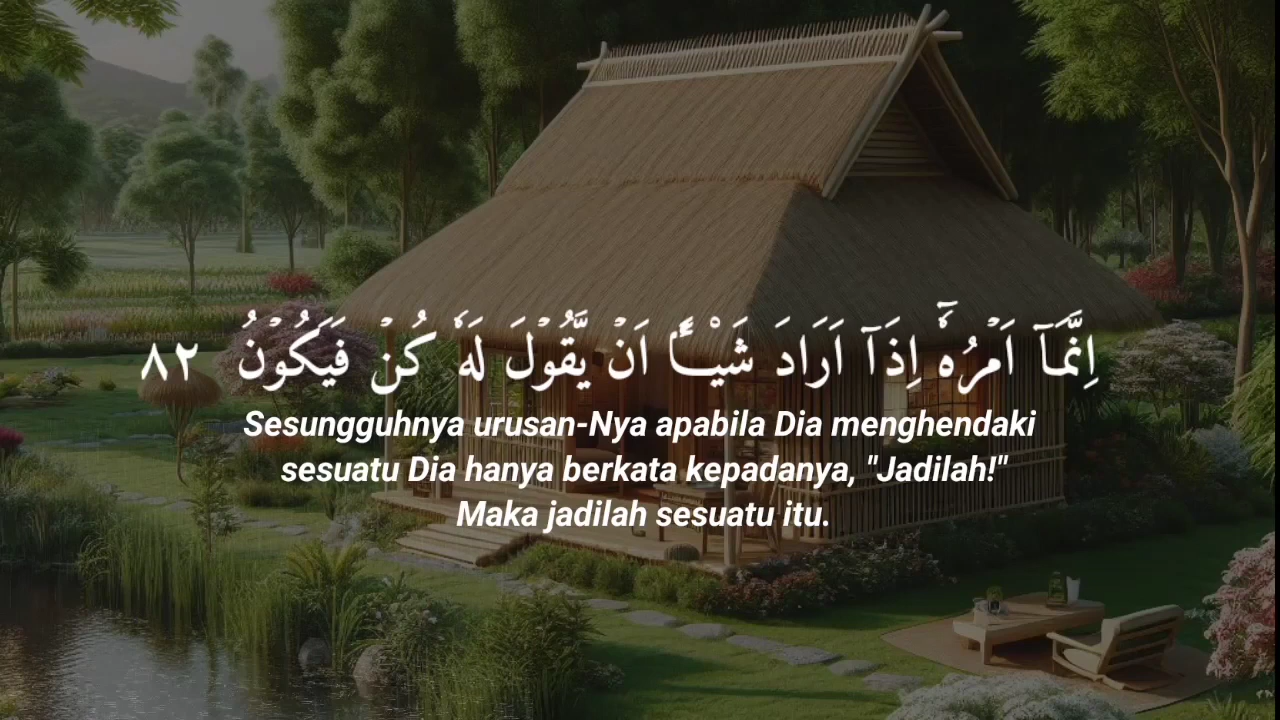 اِنَّمَآ اَمْرُهٗٓ اِذَآ اَرَادَ شَيْـًٔا اَنْ يَّقُوْلَ لَهٗ كُنْ فَيَكُوْنُ ٨٢
Sesungguhnya urusan-Nya apabila Dia menghendaki
sesuatu Dia hanya berkata kepadanya, "Jadilah!"
Maka jadilah sesuatu itu.